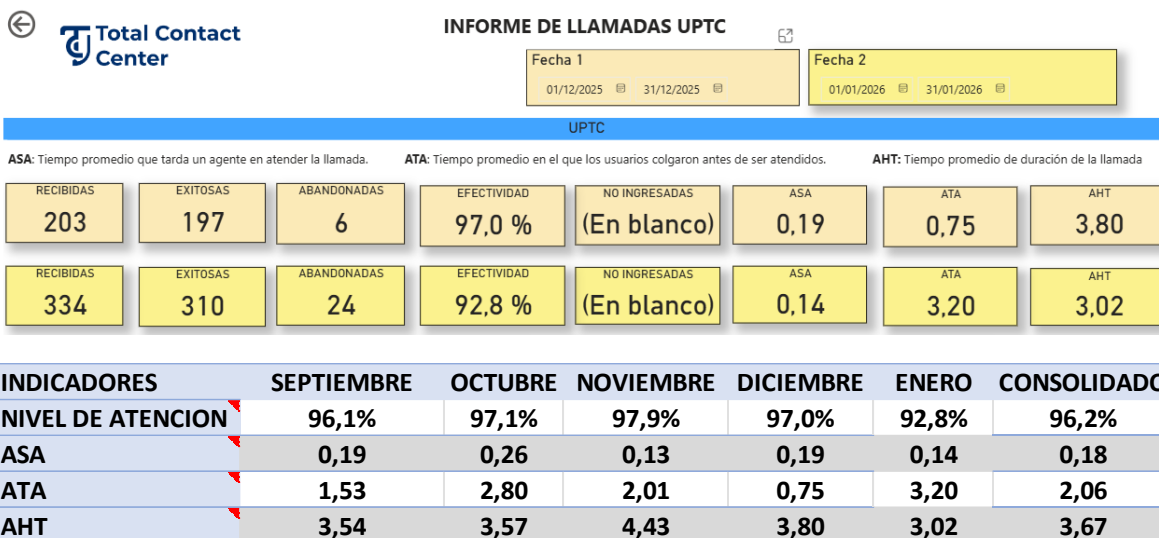 Total Contact
Center
INFORME DE LLAMADAS UPTC
Fecha 1
01/12/2025 31/12/2025
Fecha 2
01/01/2026 31/01/2026
UPTC
ASA: Tiempo promedio que tarda un agente en atender la llamada. ATA: Tiempo promedio en el que los usuarios colgaron antes de ser atendidos. AHT: Tiempo promedio de duración de la llamada
RECIBIDAS EXITOSAS ABANDONADAS EFECTIVIDAD NO INGRESADAS ASA ATA AHT
203 197 6 97,0 % (En blanco) 0,19 0,75 3,80
RECIBIDAS EXITOSAS ABANDONADAS EFECTIVIDAD NO INGRESADAS ASA ATA AHT
334 310 24 92,8 % (En blanco) 0,14 3,20 3,02
INDICADORES SEPTIEMBRE OCTUBRE NOVIEMBRE DICIEMBRE ENERO CONSOLIDADO
NIVEL DE ATENCION 96,1% 97,1% 97,9% 97,0% 92,8% 96,2%
ASA 0,19 0,26 0,13 0,19 0,14 0,18
ATA 1,53 2,80 2,01 0,75 3,20 2,06
AHT 3,54 3,57 4,43 3,80 3,02 3,67